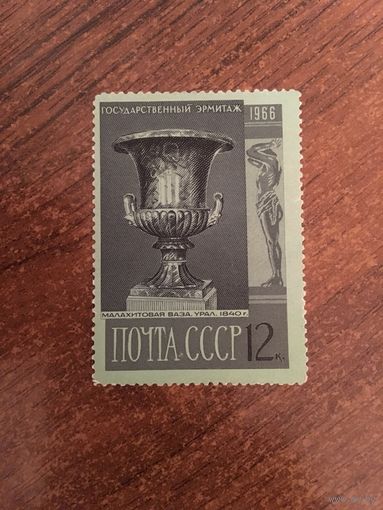 ГОСУДАРСТВЕННЫЙ ЭРМИТАЖ
1966
МАЛАХИТОВАЯ ВАЗА. УРАЛ. 1840 г.
ПОЧТА СССР 12 к.